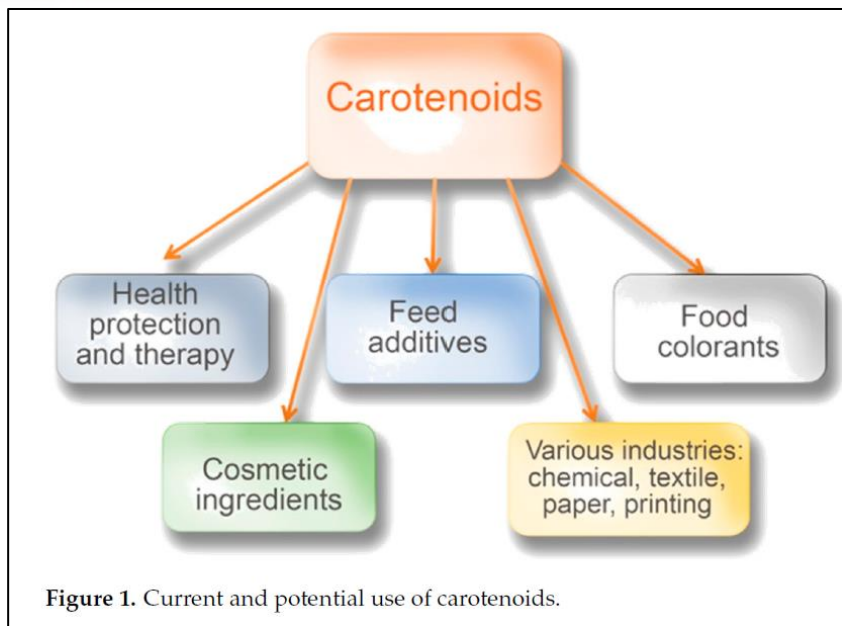 Carotenoids
Health
protection
and therapy
Feed
additives
Food
colorants
Cosmetic
ingredients
Various industries:
chemical, textile,
paper, printing
Figure 1. Current and potential use of carotenoids.